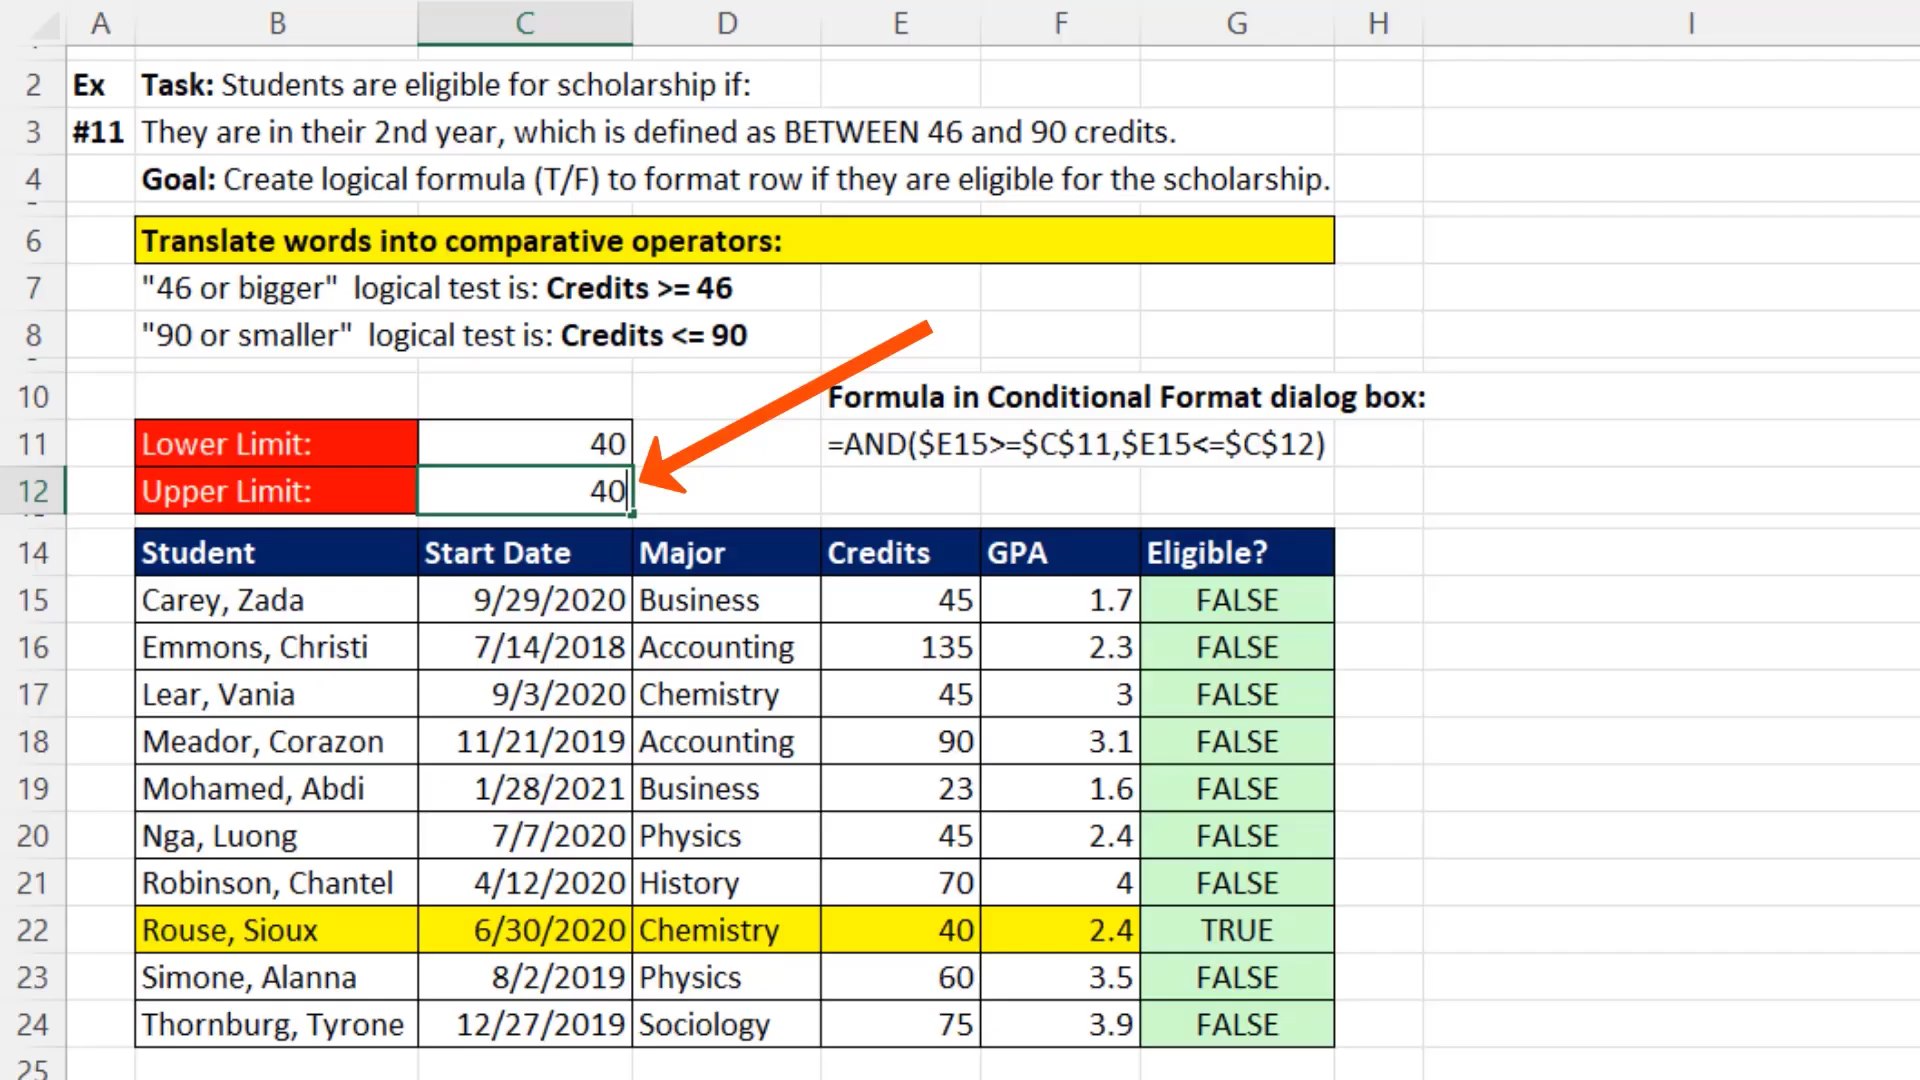 A B C D E F G H I
2 Ex Task: Students are eligible for scholarship if:
3 #11 They are in their 2nd year, which is defined as BETWEEN 46 and 90 credits.
4 Goal: Create logical formula (T/F) to format row if they are eligible for the scholarship.
6 Translate words into comparative operators:
7 "46 or bigger"  logical test is: Credits >= 46
8 "90 or smaller"  logical test is: Credits <= 90
10 Formula in Conditional Format dialog box:
11 Lower Limit: 40 =AND($E15>=$C$11,$E15<=$C$12)
12 Upper Limit: 40
14 Student Start Date Major Credits GPA Eligible?
15 Carey, Zada 9/29/2020 Business 45 1.7 FALSE
16 Emmons, Christi 7/14/2018 Accounting 135 2.3 FALSE
17 Lear, Vania 9/3/2020 Chemistry 45 3 FALSE
18 Meador, Corazon 11/21/2019 Accounting 90 3.1 FALSE
19 Mohamed, Abdi 1/28/2021 Business 23 1.6 FALSE
20 Nga, Luong 7/7/2020 Physics 45 2.4 FALSE
21 Robinson, Chantel 4/12/2020 History 70 4 FALSE
22 Rouse, Sioux 6/30/2020 Chemistry 40 2.4 TRUE
23 Simone, Alanna 8/2/2019 Physics 60 3.5 FALSE
24 Thornburg, Tyrone 12/27/2019 Sociology 75 3.9 FALSE
25